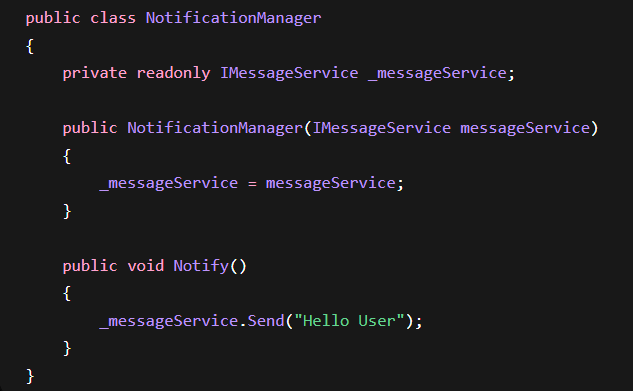 public class NotificationManager
{
    private readonly IMessageService _messageService;

    public NotificationManager(IMessageService messageService)
    {
        _messageService = messageService;
    }

    public void Notify()
    {
        _messageService.Send("Hello User");
    }
}